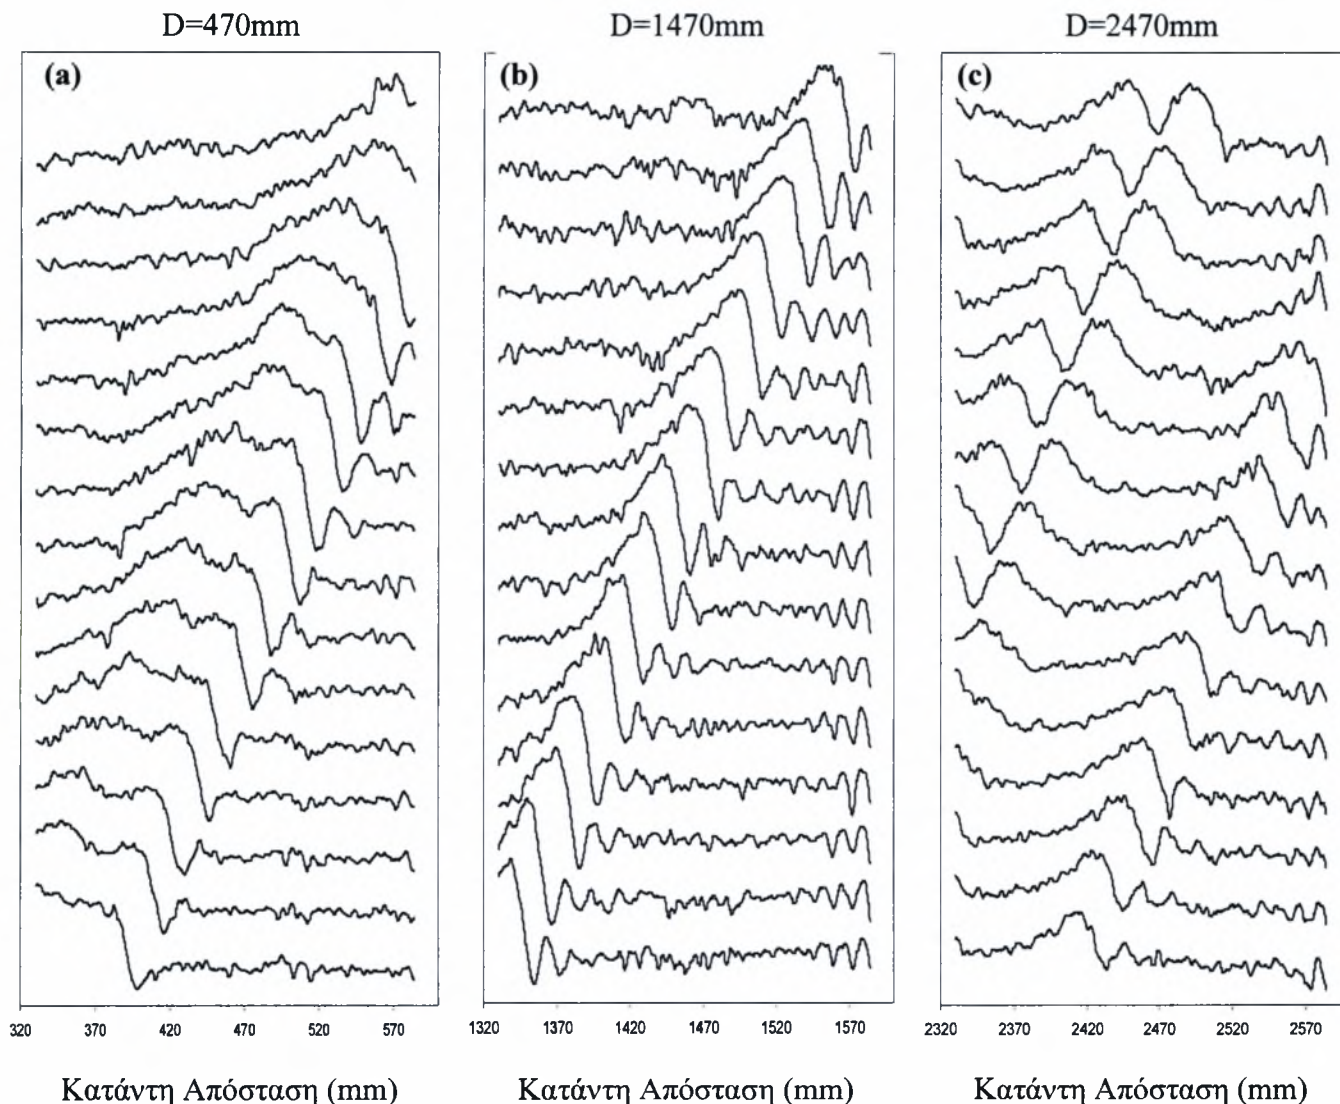 D=470mm D=1470mm D=2470mm
(a) (b) (c)
320 370 420 470 520 570 1320 1370 1420 1470 1520 1570 2320 2370 2420 2470 2520 2570
Κατάντη Απόσταση (mm) Κατάντη Απόσταση (mm) Κατάντη Απόσταση (mm)